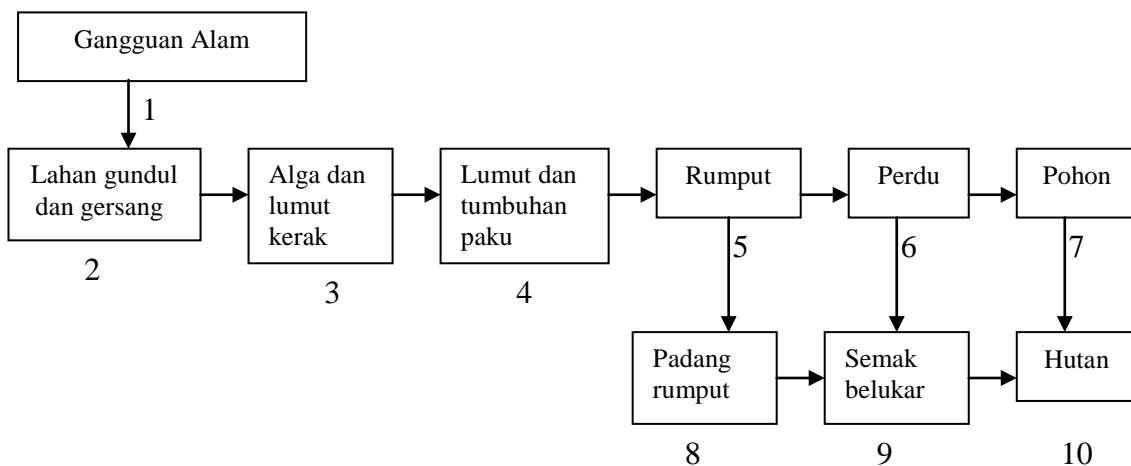 Gangguan Alam
1
Lahan gundul
dan gersang
Alga dan
lumut
kerak
Lumut dan
tumbuhan
paku
Rumput
Perdu
Pohon
2
3
4
5
6
7
Padang
rumput
Semak
belukar
Hutan
8
9
10